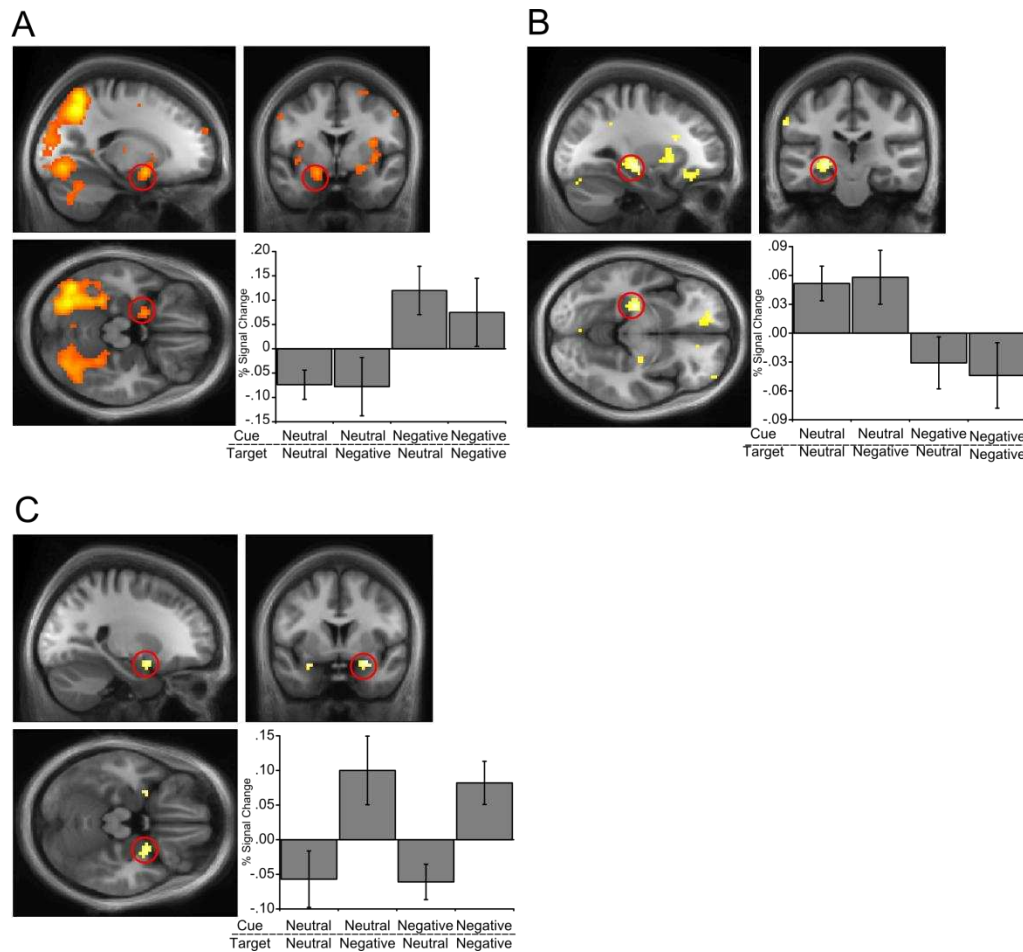 A
% Signal Change
.20
.15
.10
.05
0
-.05
-.10
-.15
Cue Neutral Neutral Negative Negative
Target Neutral Negative Neutral Negative
B
% Signal Change
.09
.06
.03
.00
-.03
-.06
-.09
Cue Neutral Neutral Negative Negative
Target Neutral Negative Neutral Negative
C
% Signal Change
.15
.10
.05
.00
-.05
-.10
Cue Neutral Neutral Negative Negative
Target Neutral Negative Neutral Negative